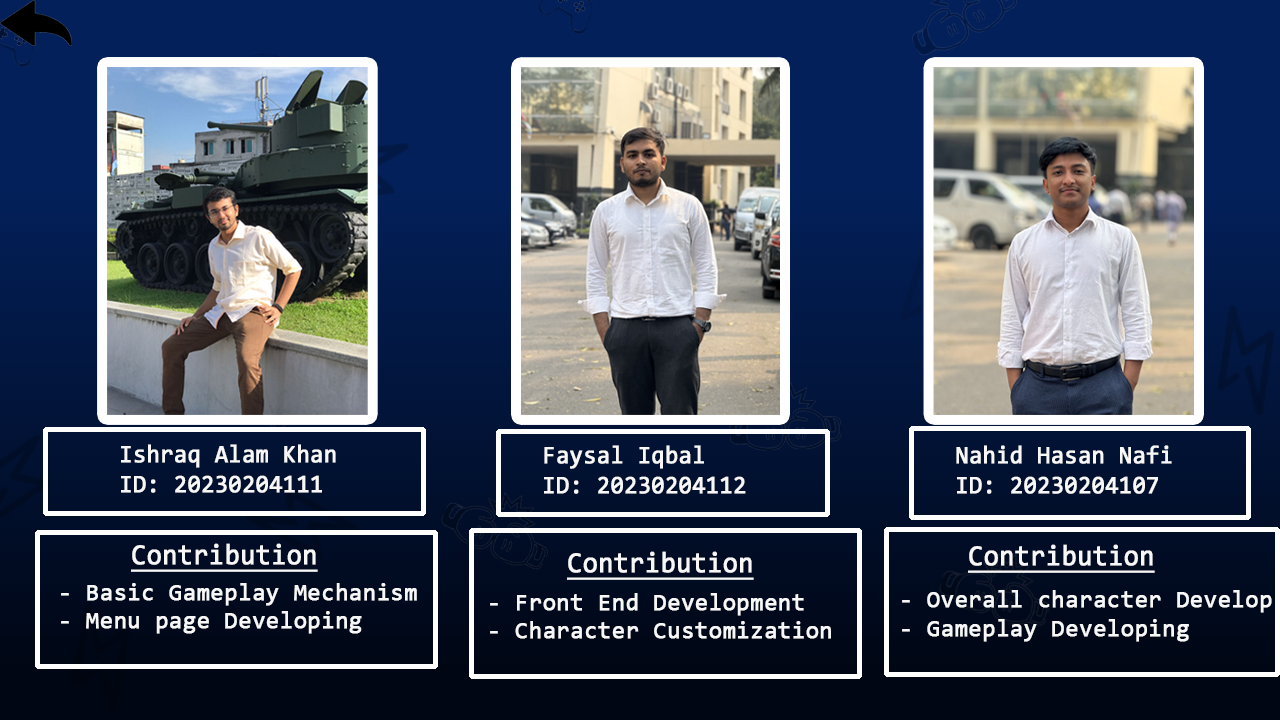 Ishraq Alam Khan
ID: 20230204111
Contribution
- Basic Gameplay Mechanism
- Menu page Developing
Faysal Iqbal
ID: 20230204112
Contribution
- Front End Development
- Character Customization
Nahid Hasan Nafi
ID: 20230204107
Contribution
- Overall character Develop
- Gameplay Developing